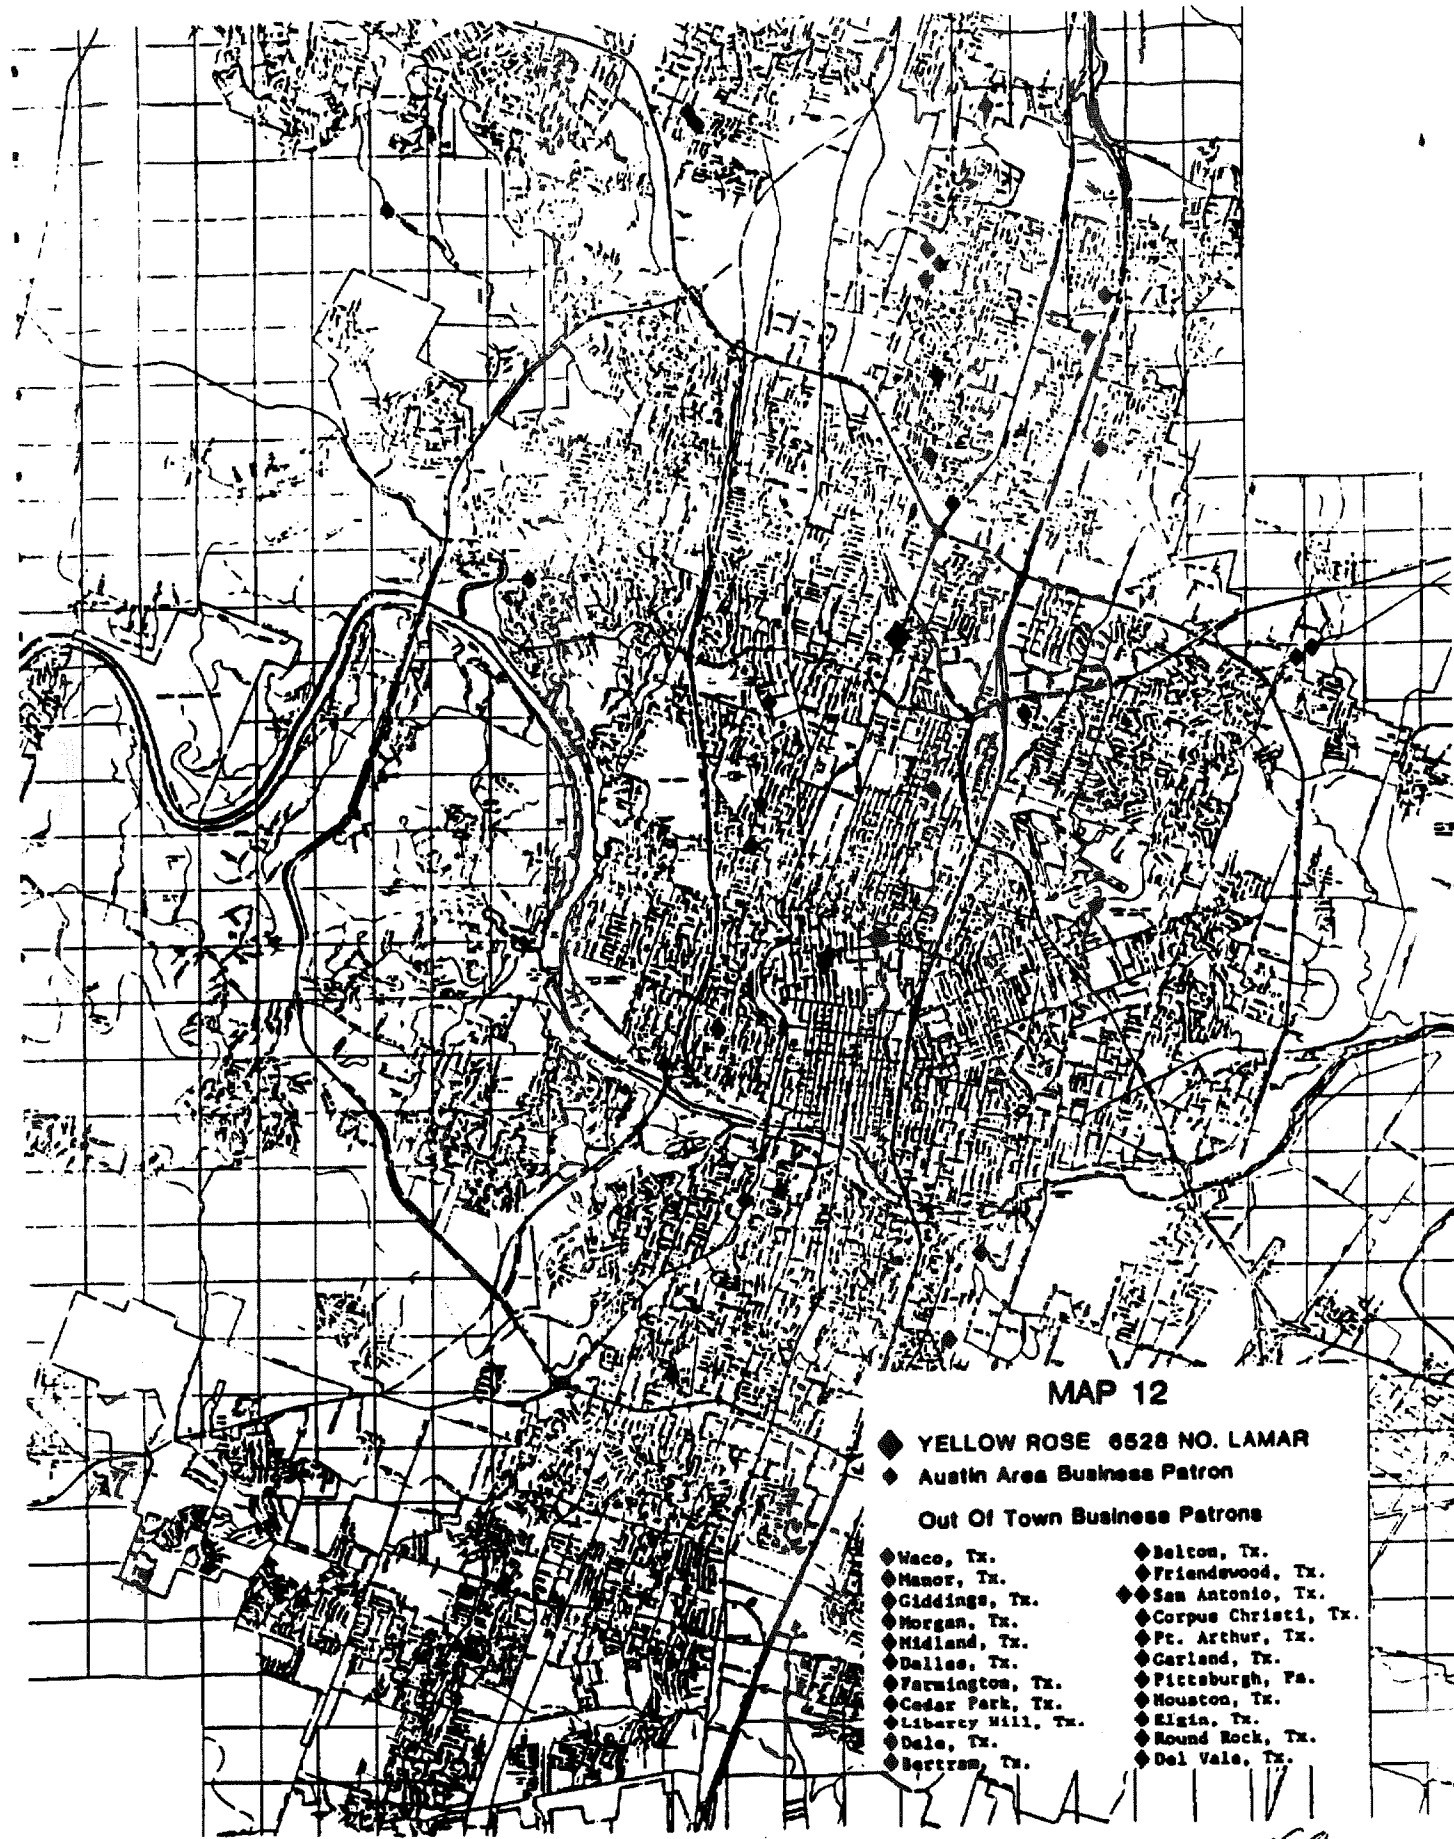 MAP 12
YELLOW ROSE 6528 NO. LAMAR
Austin Area Business Patron
Out Of Town Business Patrons
Waco, Tx.
Manor, Tx.
Giddings, Tx.
Morgan, Tx.
Midland, Tx.
Dallas, Tx.
Farmington, Tx.
Cedar Park, Tx.
Liberty Hill, Tx.
Dale, Tx.
Bertram, Tx.
Belton, Tx.
Friendswood, Tx.
San Antonio, Tx.
Corpus Christi, Tx.
Pt. Arthur, Tx.
Garland, Tx.
Pittsburgh, Pa.
Houston, Tx.
Elgin, Tx.
Round Rock, Tx.
Del Vale, Tx.